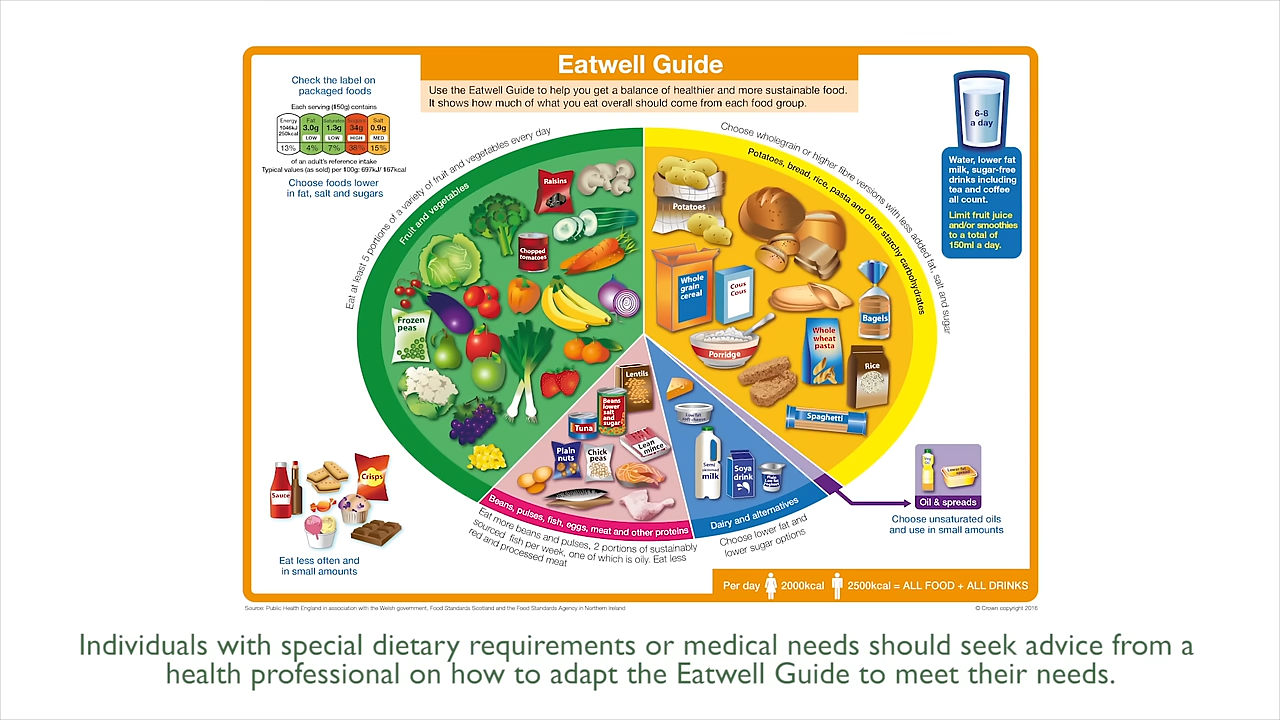 Eatwell Guide
Use the Eatwell Guide to help you get a balance of healthier and more sustainable food.
It shows how much of what you eat overall should come from each food group.
Check the label on
packaged foods
Each serving (150g) contains
Energy
1046kJ
250kcal
13%
Fat
3.0g
LOW
4%
Saturates
1.3g
LOW
7%
Sugars
34g
HIGH
38%
Salt
0.9g
MED
15%
of an adult's reference intake
Typical values (as sold) per 100g: 697kJ/ 167kcal
Choose foods lower
in fat, salt and sugars
6-8
a day
Water, lower fat
milk, sugar-free
drinks including
tea and coffee
all count.
Limit fruit juice
and/or smoothies
to a total of
150ml a day.
Eat at least 5 portions of a variety of fruit and vegetables every day
Fruit and vegetables
Raisins
Chopped
tomatoes
Frozen
peas
Choose wholegrain or higher fibre versions with less added fat, salt and sugar
Potatoes, bread, rice, pasta and other starchy carbohydrates
Potatoes
Whole
grain
cereal
Cous
Cous
Bagels
Porridge
Whole
wheat
pasta
Rice
Spaghetti
Lentils
Beans
lower
salt
and
sugar
Tuna
Lean
mince
Plain
nuts
Chick
peas
Beans, pulses, fish, eggs, meat and other proteins
Eat more beans and pulses, 2 portions of sustainably
sourced fish per week, one of which is oily. Eat less
red and processed meat
Low fat
soft cheese
Semi
skimmed
milk
Soya
drink
Plain
Low fat
Yoghurt
Dairy and alternatives
Choose lower fat and
lower sugar options
Veg
Oil
Lower fat
spread
Oil & spreads
Choose unsaturated oils
and use in small amounts
Sauce
Crisps
Eat less often and
in small amounts
Per day 2000kcal 2500kcal = ALL FOOD + ALL DRINKS
Source: Public Health England in association with the Welsh government, Food Standards Scotland and the Food Standards Agency in Northern Ireland
© Crown copyright 2016
Individuals with special dietary requirements or medical needs should seek advice from a
health professional on how to adapt the Eatwell Guide to meet their needs.